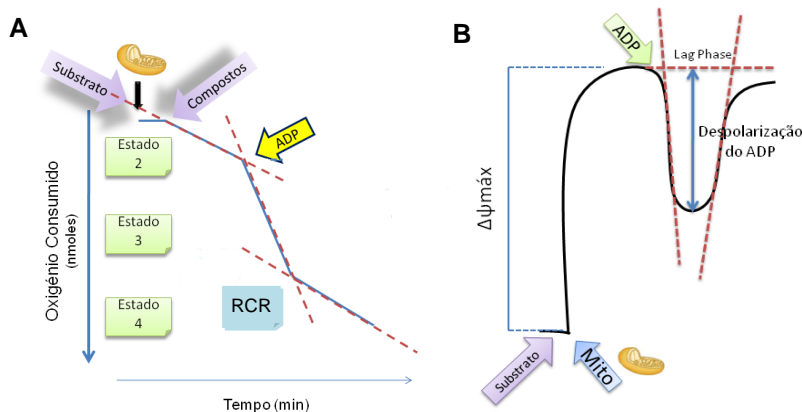 A
Substrato
Compostos
ADP
Estado
2
Estado
3
Estado
4
RCR
Oxigénio Consumido
(nmoles)
Tempo (min)
B
ADP
Lag Phase
Despolarização
do ADP
Δψmáx
Substrato
Mito